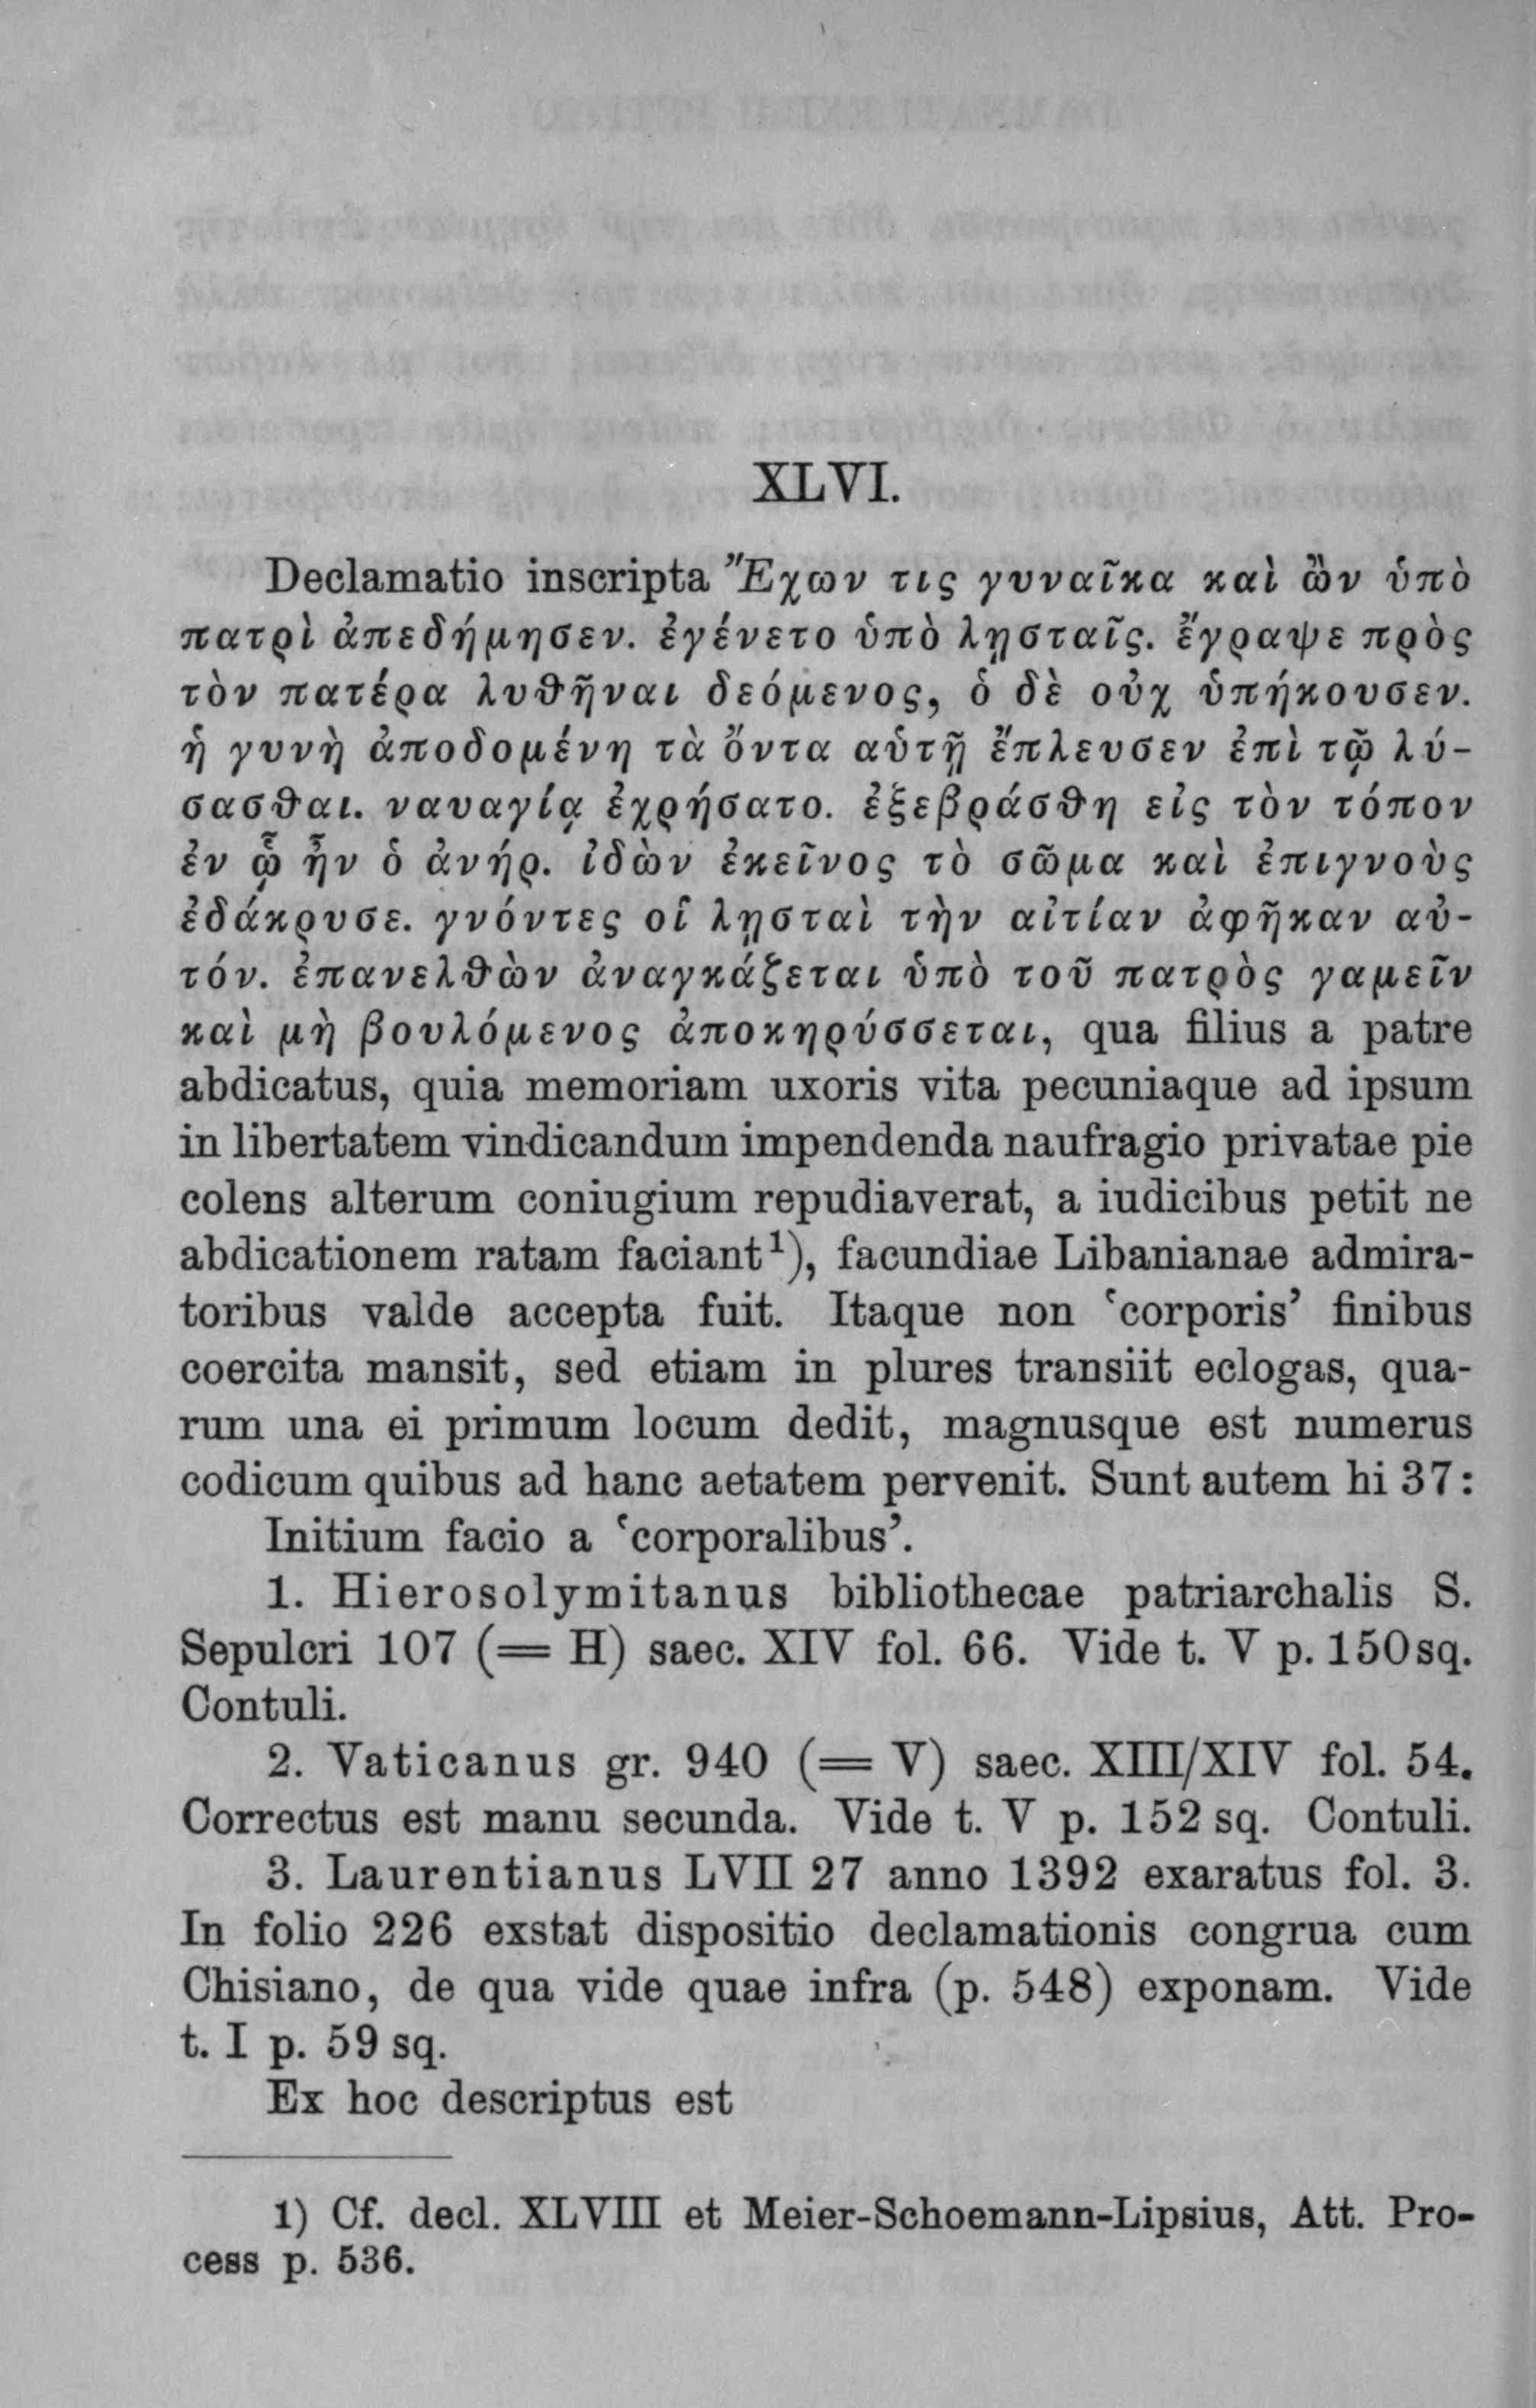 XLVI.
Declamatio inscripta Ἔχων τις γυναῖκα καὶ ὢν ὑπὸ
πατρὶ ἀπεδήμησεν. ἐγένετο ὑπὸ λῃσταῖς. ἔγραψε πρὸς
τὸν πατέρα λυθῆναι δεόμενος, ὁ δὲ οὐχ ὑπήκουσεν.
ἡ γυνὴ ἀποδομένη τὰ ὄντα αὑτῇ ἔπλευσεν ἐπὶ τῷ λύ-
σασθαι. ναυαγίᾳ ἐχρήσατο. ἐξεβράσθη εἰς τὸν τόπον
ἐν ᾧ ἦν ὁ ἀνήρ. ἰδὼν ἐκεῖνος τὸ σῶμα καὶ ἐπιγνοὺς
ἐδάκρυσε. γνόντες οἱ λῃσταὶ τὴν αἰτίαν ἀφῆκαν αὐ-
τόν. ἐπανελθὼν ἀναγκάζεται ὑπὸ τοῦ πατρὸς γαμεῖν
καὶ μὴ βουλόμενος ἀποκηρύσσεται, qua filius a patre
abdicatus, quia memoriam uxoris vita pecuniaque ad ipsum
in libertatem vindicandum impendenda naufragio privatae pie
colens alterum coniugium repudiaverat, a iudicibus petit ne
abdicationem ratam faciant¹), facundiae Libanianae admira-
toribus valde accepta fuit. Itaque non ‘corporis’ finibus
coercita mansit, sed etiam in plures transiit eclogas, qua-
rum una ei primum locum dedit, magnusque est numerus
codicum quibus ad hanc aetatem pervenit. Sunt autem hi 37:
Initium facio a ‘corporalibus’.
1. Hierosolymitanus bibliothecae patriarchalis S.
Sepulcri 107 (= H) saec. XIV fol. 66. Vide t. V p. 150 sq.
Contuli.
2. Vaticanus gr. 940 (= V) saec. XIII/XIV fol. 54.
Correctus est manu secunda. Vide t. V p. 152 sq. Contuli.
3. Laurentianus LVII 27 anno 1392 exaratus fol. 3.
In folio 226 exstat dispositio declamationis congrua cum
Chisiano, de qua vide quae infra (p. 548) exponam. Vide
t. I p. 59 sq.
Ex hoc descriptus est
1) Cf. decl. XLVIII et Meier-Schoemann-Lipsius, Att. Pro-
cess p. 536.